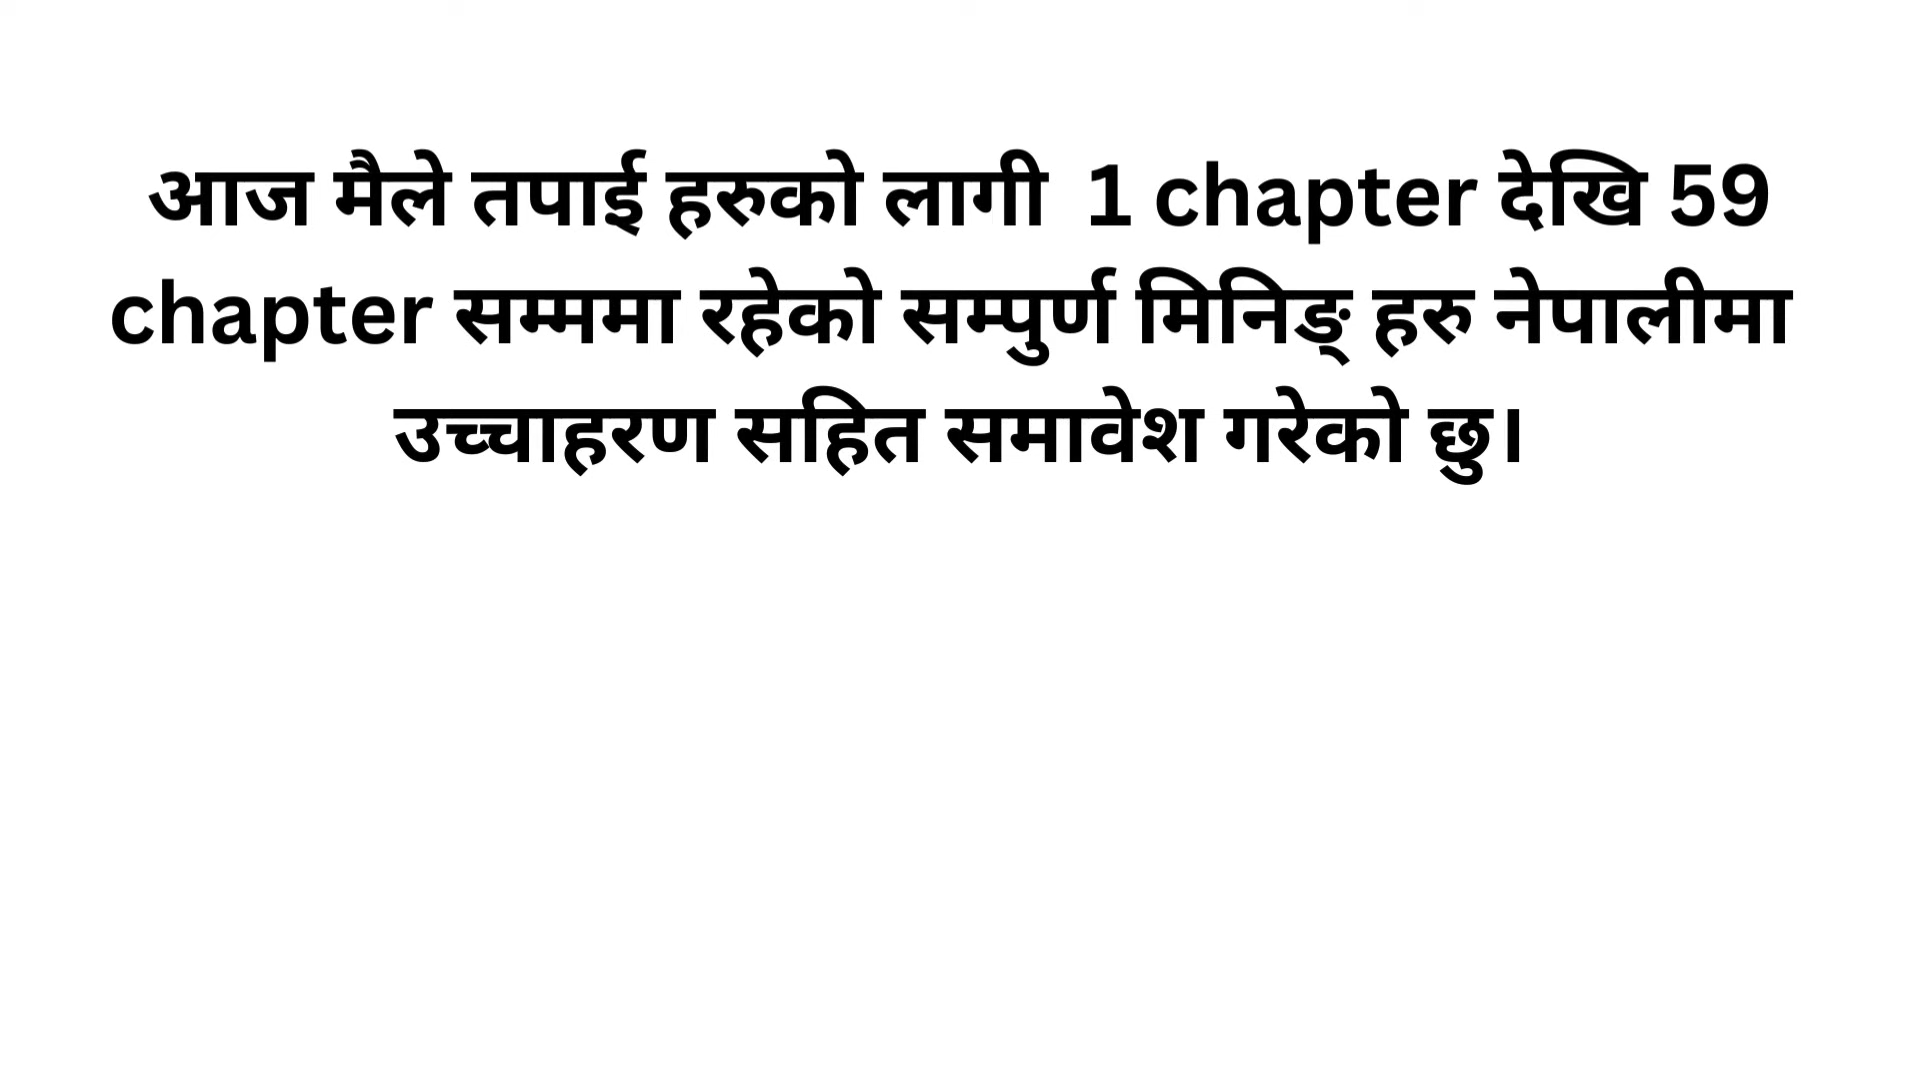 आज मैले तपाई हरुको लागी 1 chapter देखि 59
chapter सम्ममा रहेको सम्पुर्ण मिनिङ् हरु नेपालीमा
उच्चाहरण सहित समावेश गरेको छु।